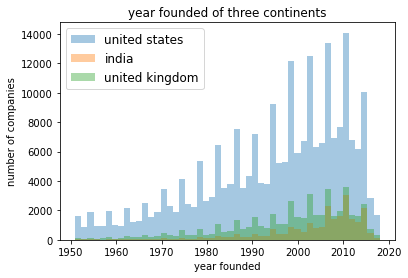 year founded of three continents
united states
india
united kingdom
number of companies
14000
12000
10000
8000
6000
4000
2000
0
1950 1960 1970 1980 1990 2000 2010 2020
year founded